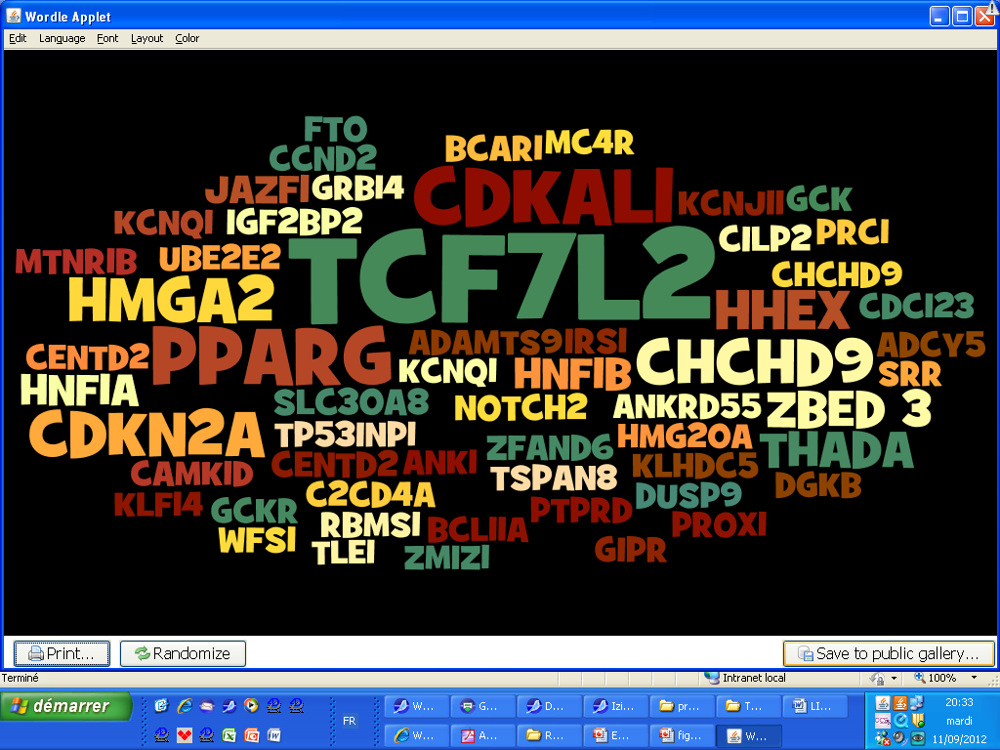 Wordle Applet
Edit Language Font Layout Color
FTO
CCND2
BCARI MC4R
JAZFI GRBI4
CDKALI
KCNJII GCK
KCNQI IGF2BP2
CILP2 PRCI
MTNRIB UBE2E2
TCF7L2
CHCHD9
HMGA2
HHEX CDCI23
CENTD2 PPARG
ADAMTS9 IRSI
CHCHD9
ADCY5
KCNQI HNFIB
SRR
HNFIA
SLC30A8 NOTCH2 ANKRD55 ZBED 3
CDKN2A
TP53INPI
ZFAND6 HMG20A THADA
CAMKID CENTD2 ANKI
TSPAN8 KLHDC5
DGKB
KLFI4 GCKR C2CD4A
PTPRD DUSP9
WFSI RBMSI BCLIIA
PROXI
TLEI ZMIZI
GIPR
Print... Randomize Save to public gallery...
Terminé Intranet local 100%
démarrer FR W... G... D... Izi... pr... T... LI... 20:33
mardi
W... A... R... E... fig... W... 11/09/2012